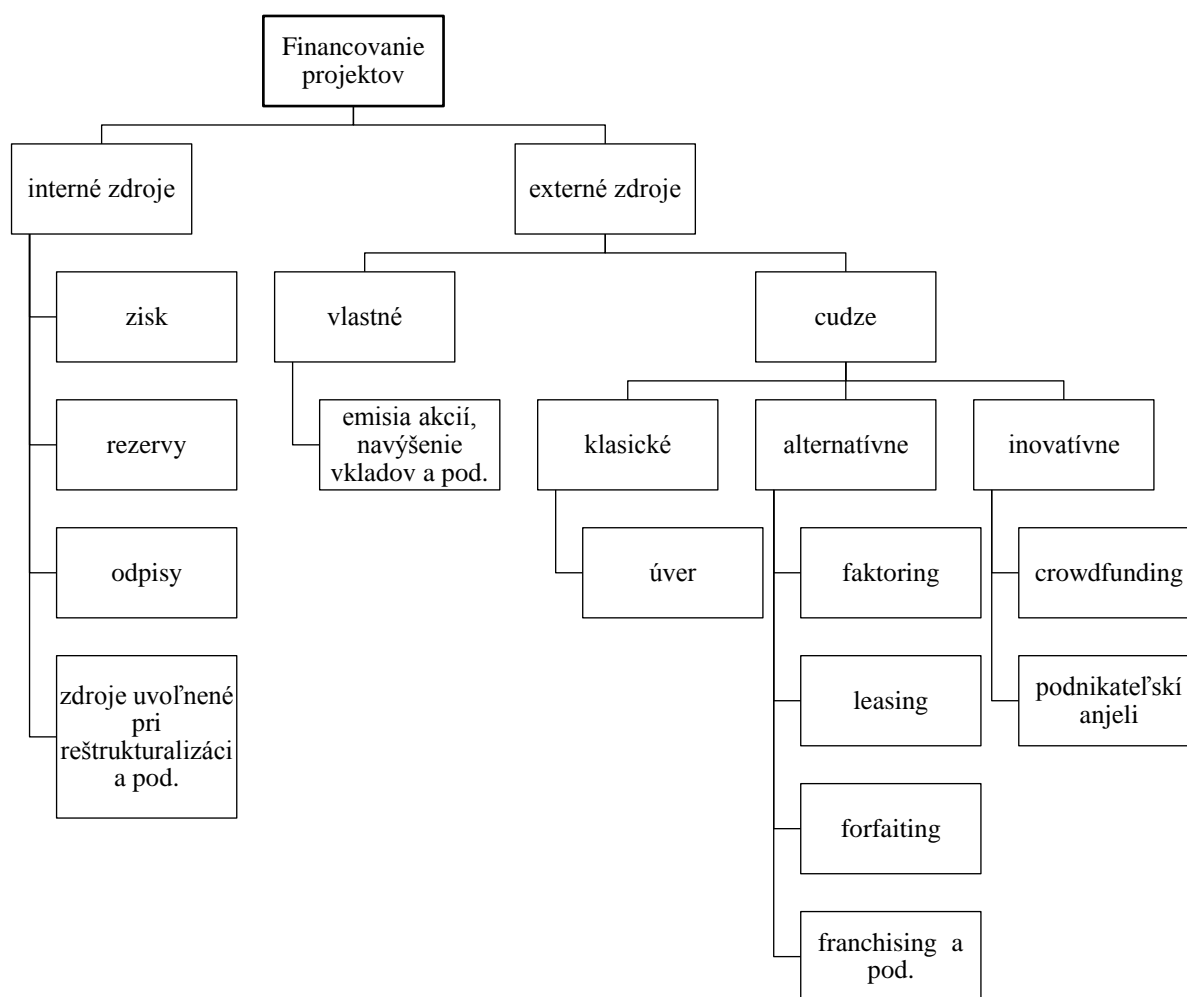 Financovanie
projektov
interné zdroje
externé zdroje
zisk
vlastné
cudze
rezervy
emisia akcií,
navýšenie
vkladov a pod.
klasické
alternatívne
inovatívne
odpisy
úver
faktoring
crowdfunding
zdroje uvoľnené
pri
reštrukturalizáci
a pod.
leasing
podnikateľskí
anjeli
forfaiting
franchising a
pod.